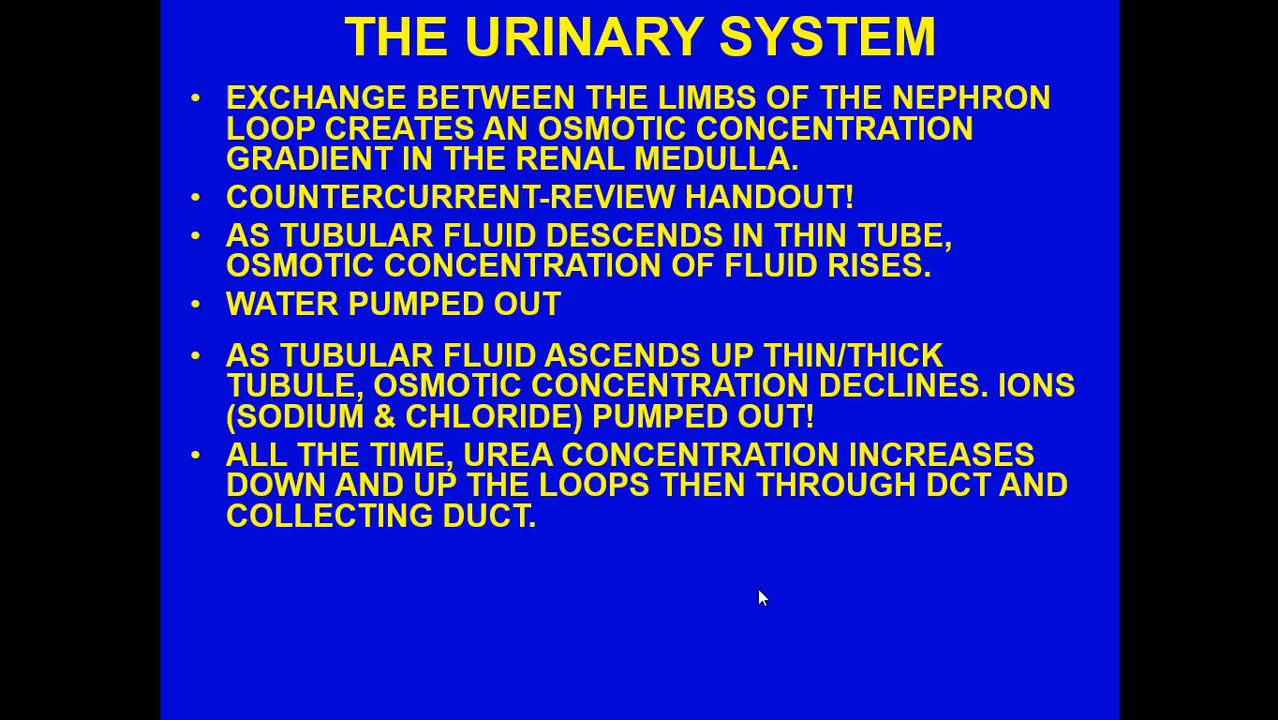 THE URINARY SYSTEM
• EXCHANGE BETWEEN THE LIMBS OF THE NEPHRON
LOOP CREATES AN OSMOTIC CONCENTRATION
GRADIENT IN THE RENAL MEDULLA.
• COUNTERCURRENT-REVIEW HANDOUT!
• AS TUBULAR FLUID DESCENDS IN THIN TUBE,
OSMOTIC CONCENTRATION OF FLUID RISES.
• WATER PUMPED OUT
• AS TUBULAR FLUID ASCENDS UP THIN/THICK
TUBULE, OSMOTIC CONCENTRATION DECLINES. IONS
(SODIUM & CHLORIDE) PUMPED OUT!
• ALL THE TIME, UREA CONCENTRATION INCREASES
DOWN AND UP THE LOOPS THEN THROUGH DCT AND
COLLECTING DUCT.